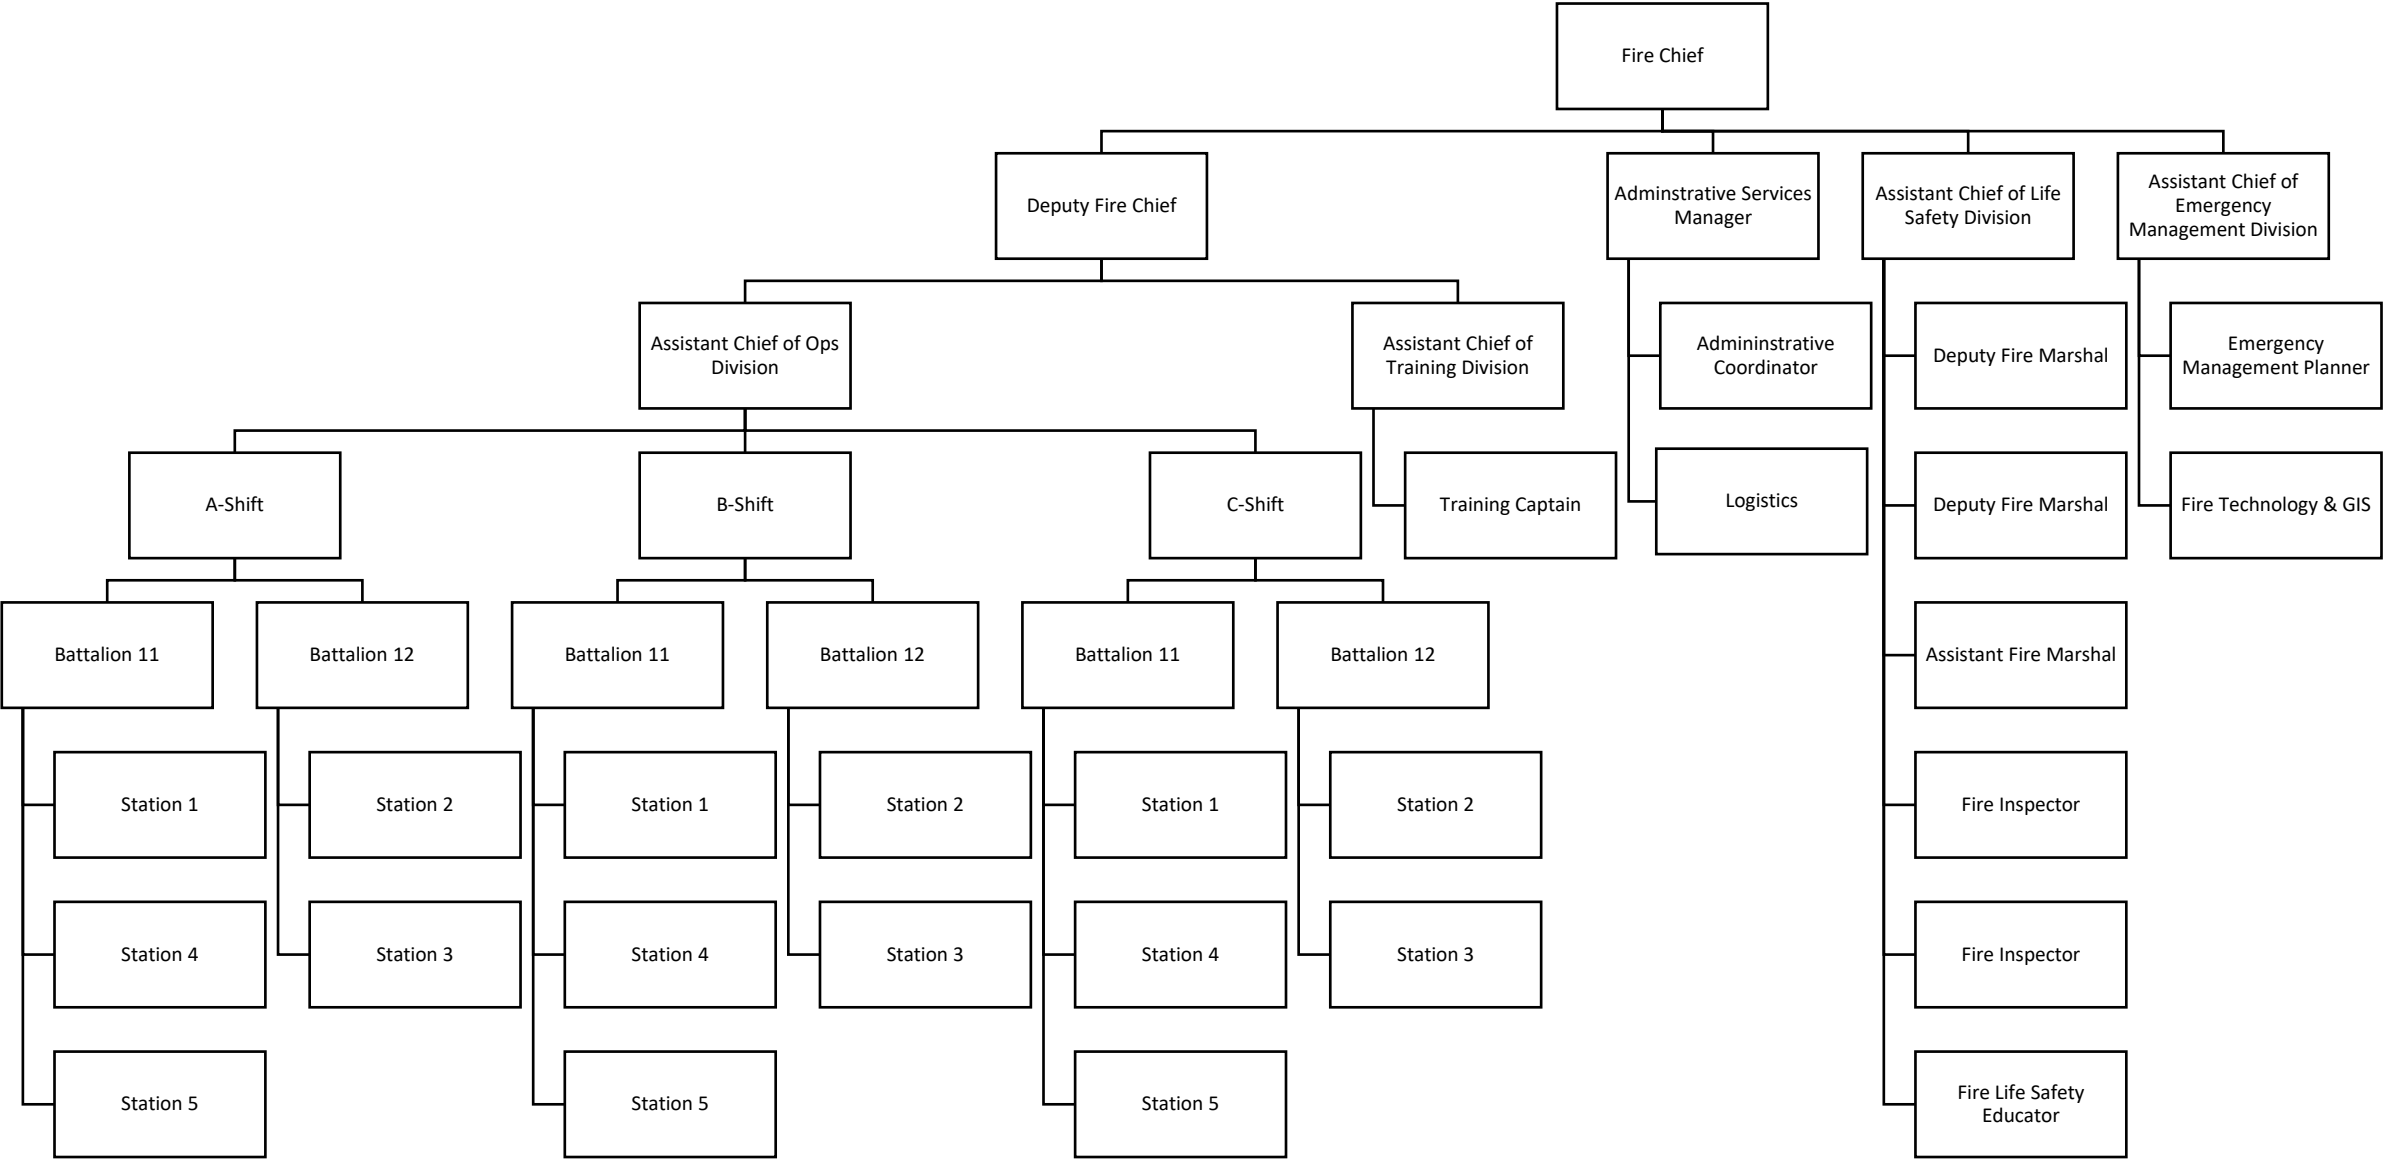 Fire Chief
Deputy Fire Chief
Adminstrative Services
Manager
Assistant Chief of Life
Safety Division
Assistant Chief of
Emergency
Management Division
Assistant Chief of Ops
Division
Assistant Chief of
Training Division
Admininstrative
Coordinator
Deputy Fire Marshal
Emergency
Management Planner
A-Shift
B-Shift
C-Shift
Training Captain
Logistics
Deputy Fire Marshal
Fire Technology & GIS
Battalion 11
Battalion 12
Battalion 11
Battalion 12
Battalion 11
Battalion 12
Assistant Fire Marshal
Station 1
Station 2
Station 1
Station 2
Station 1
Station 2
Fire Inspector
Station 4
Station 3
Station 4
Station 3
Station 4
Station 3
Fire Inspector
Station 5
Station 5
Station 5
Fire Life Safety
Educator